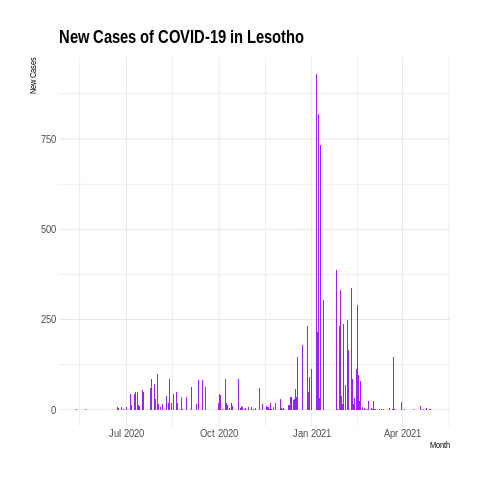 New Cases of COVID-19 in Lesotho
New Cases
750
500
250
0
Jul 2020 Oct 2020 Jan 2021 Apr 2021
Month